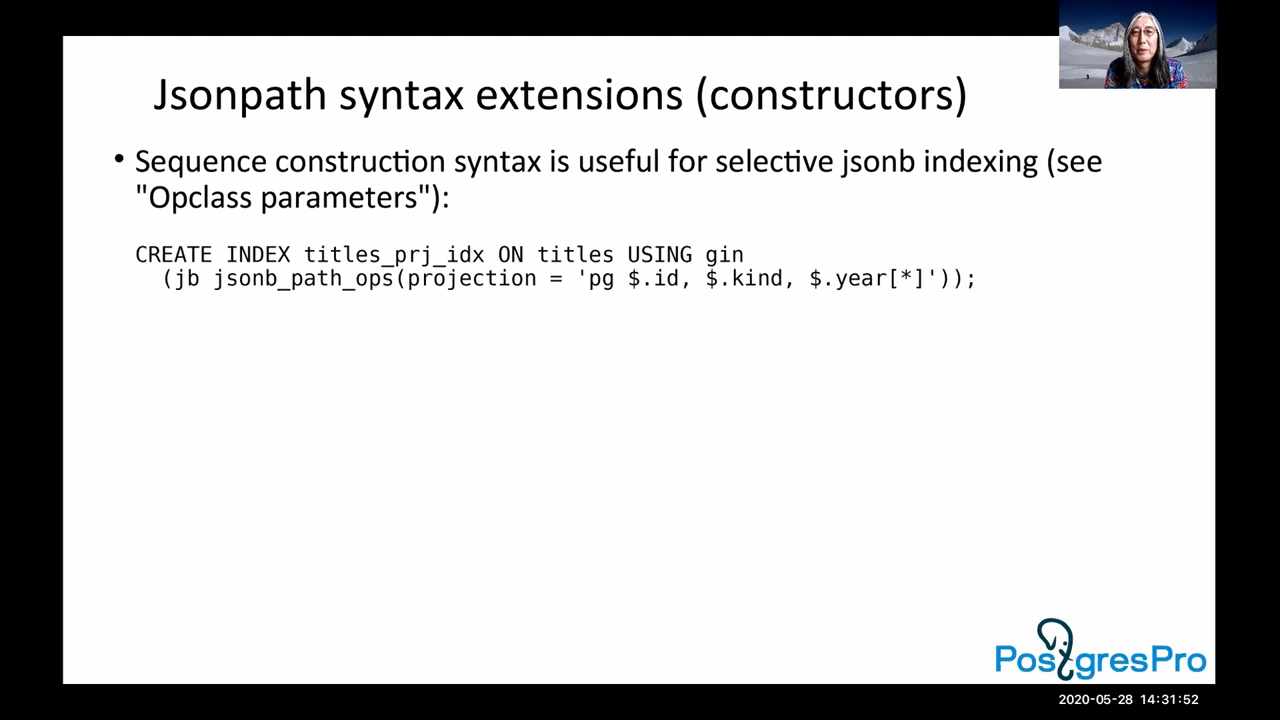 Jsonpath syntax extensions (constructors)
• Sequence construction syntax is useful for selective jsonb indexing (see
"Opclass parameters"):
CREATE INDEX titles_prj_idx ON titles USING gin
(jb jsonb_path_ops(projection = 'pg $.id, $.kind, $.year[*]'));
PostgresPro
2020-05-28 14:31:52